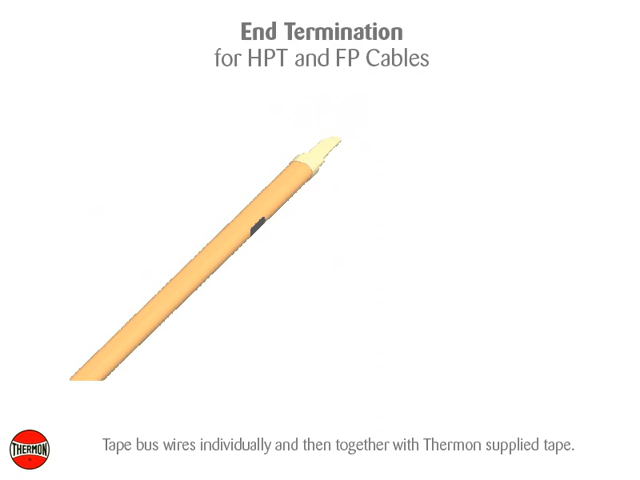 End Termination
for HPT and FP Cables
THERMON
Tape bus wires individually and then together with Thermon supplied tape.